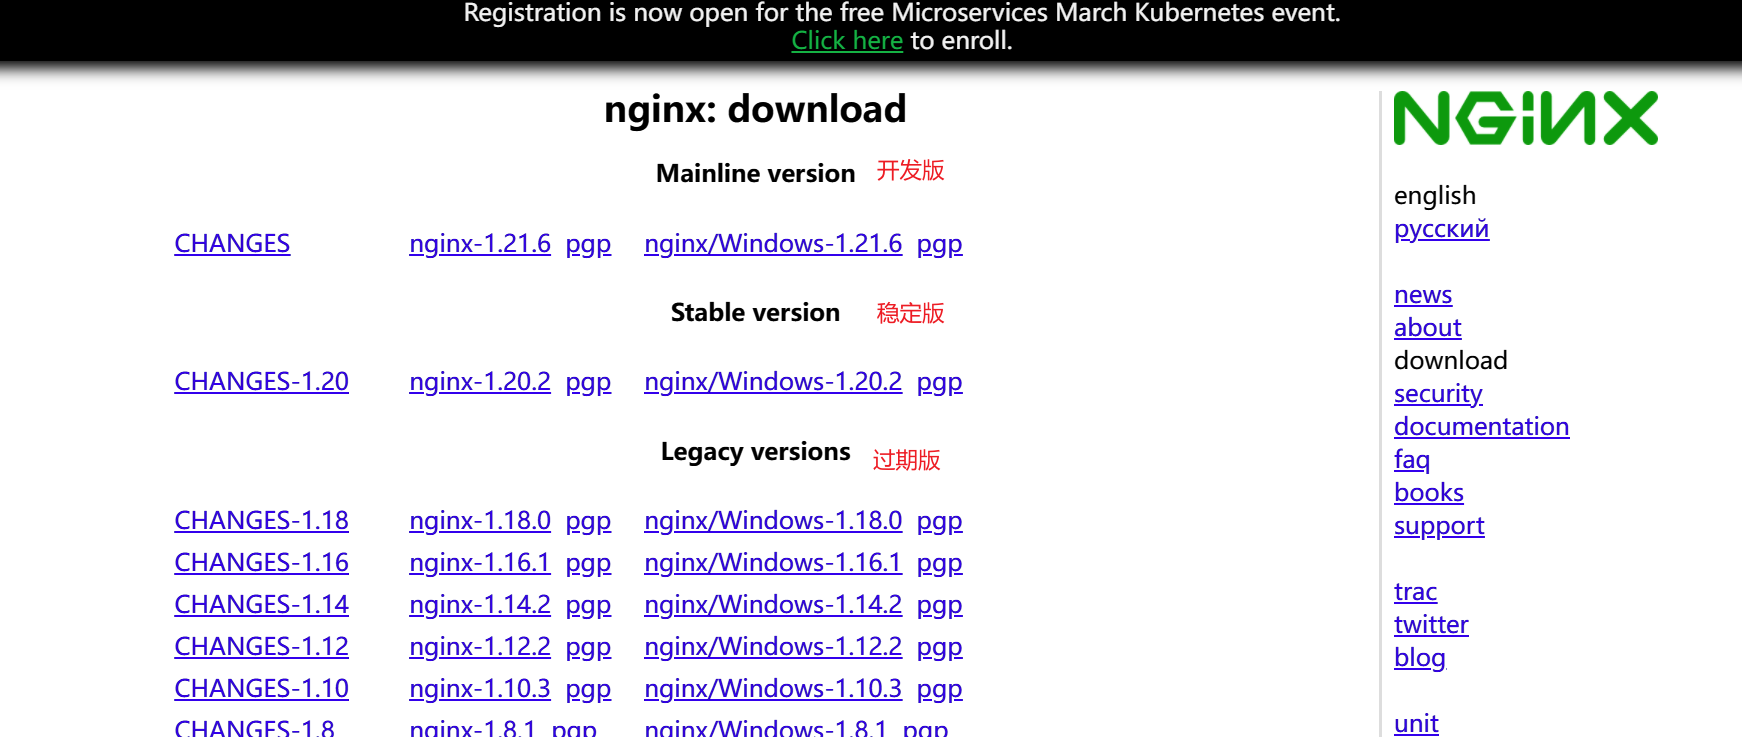 Registration is now open for the free Microservices March Kubernetes event.
Click here to enroll.
nginx: download
Mainline version 开发版
CHANGES nginx-1.21.6 pgp nginx/Windows-1.21.6 pgp
Stable version 稳定版
CHANGES-1.20 nginx-1.20.2 pgp nginx/Windows-1.20.2 pgp
Legacy versions 过期版
CHANGES-1.18 nginx-1.18.0 pgp nginx/Windows-1.18.0 pgp
CHANGES-1.16 nginx-1.16.1 pgp nginx/Windows-1.16.1 pgp
CHANGES-1.14 nginx-1.14.2 pgp nginx/Windows-1.14.2 pgp
CHANGES-1.12 nginx-1.12.2 pgp nginx/Windows-1.12.2 pgp
CHANGES-1.10 nginx-1.10.3 pgp nginx/Windows-1.10.3 pgp
CHANGES-1.8 nginx-1.8.1 pgp nginx/Windows-1.8.1 pgp
NGINX
english
русский
news
about
download
security
documentation
faq
books
support
trac
twitter
blog
unit